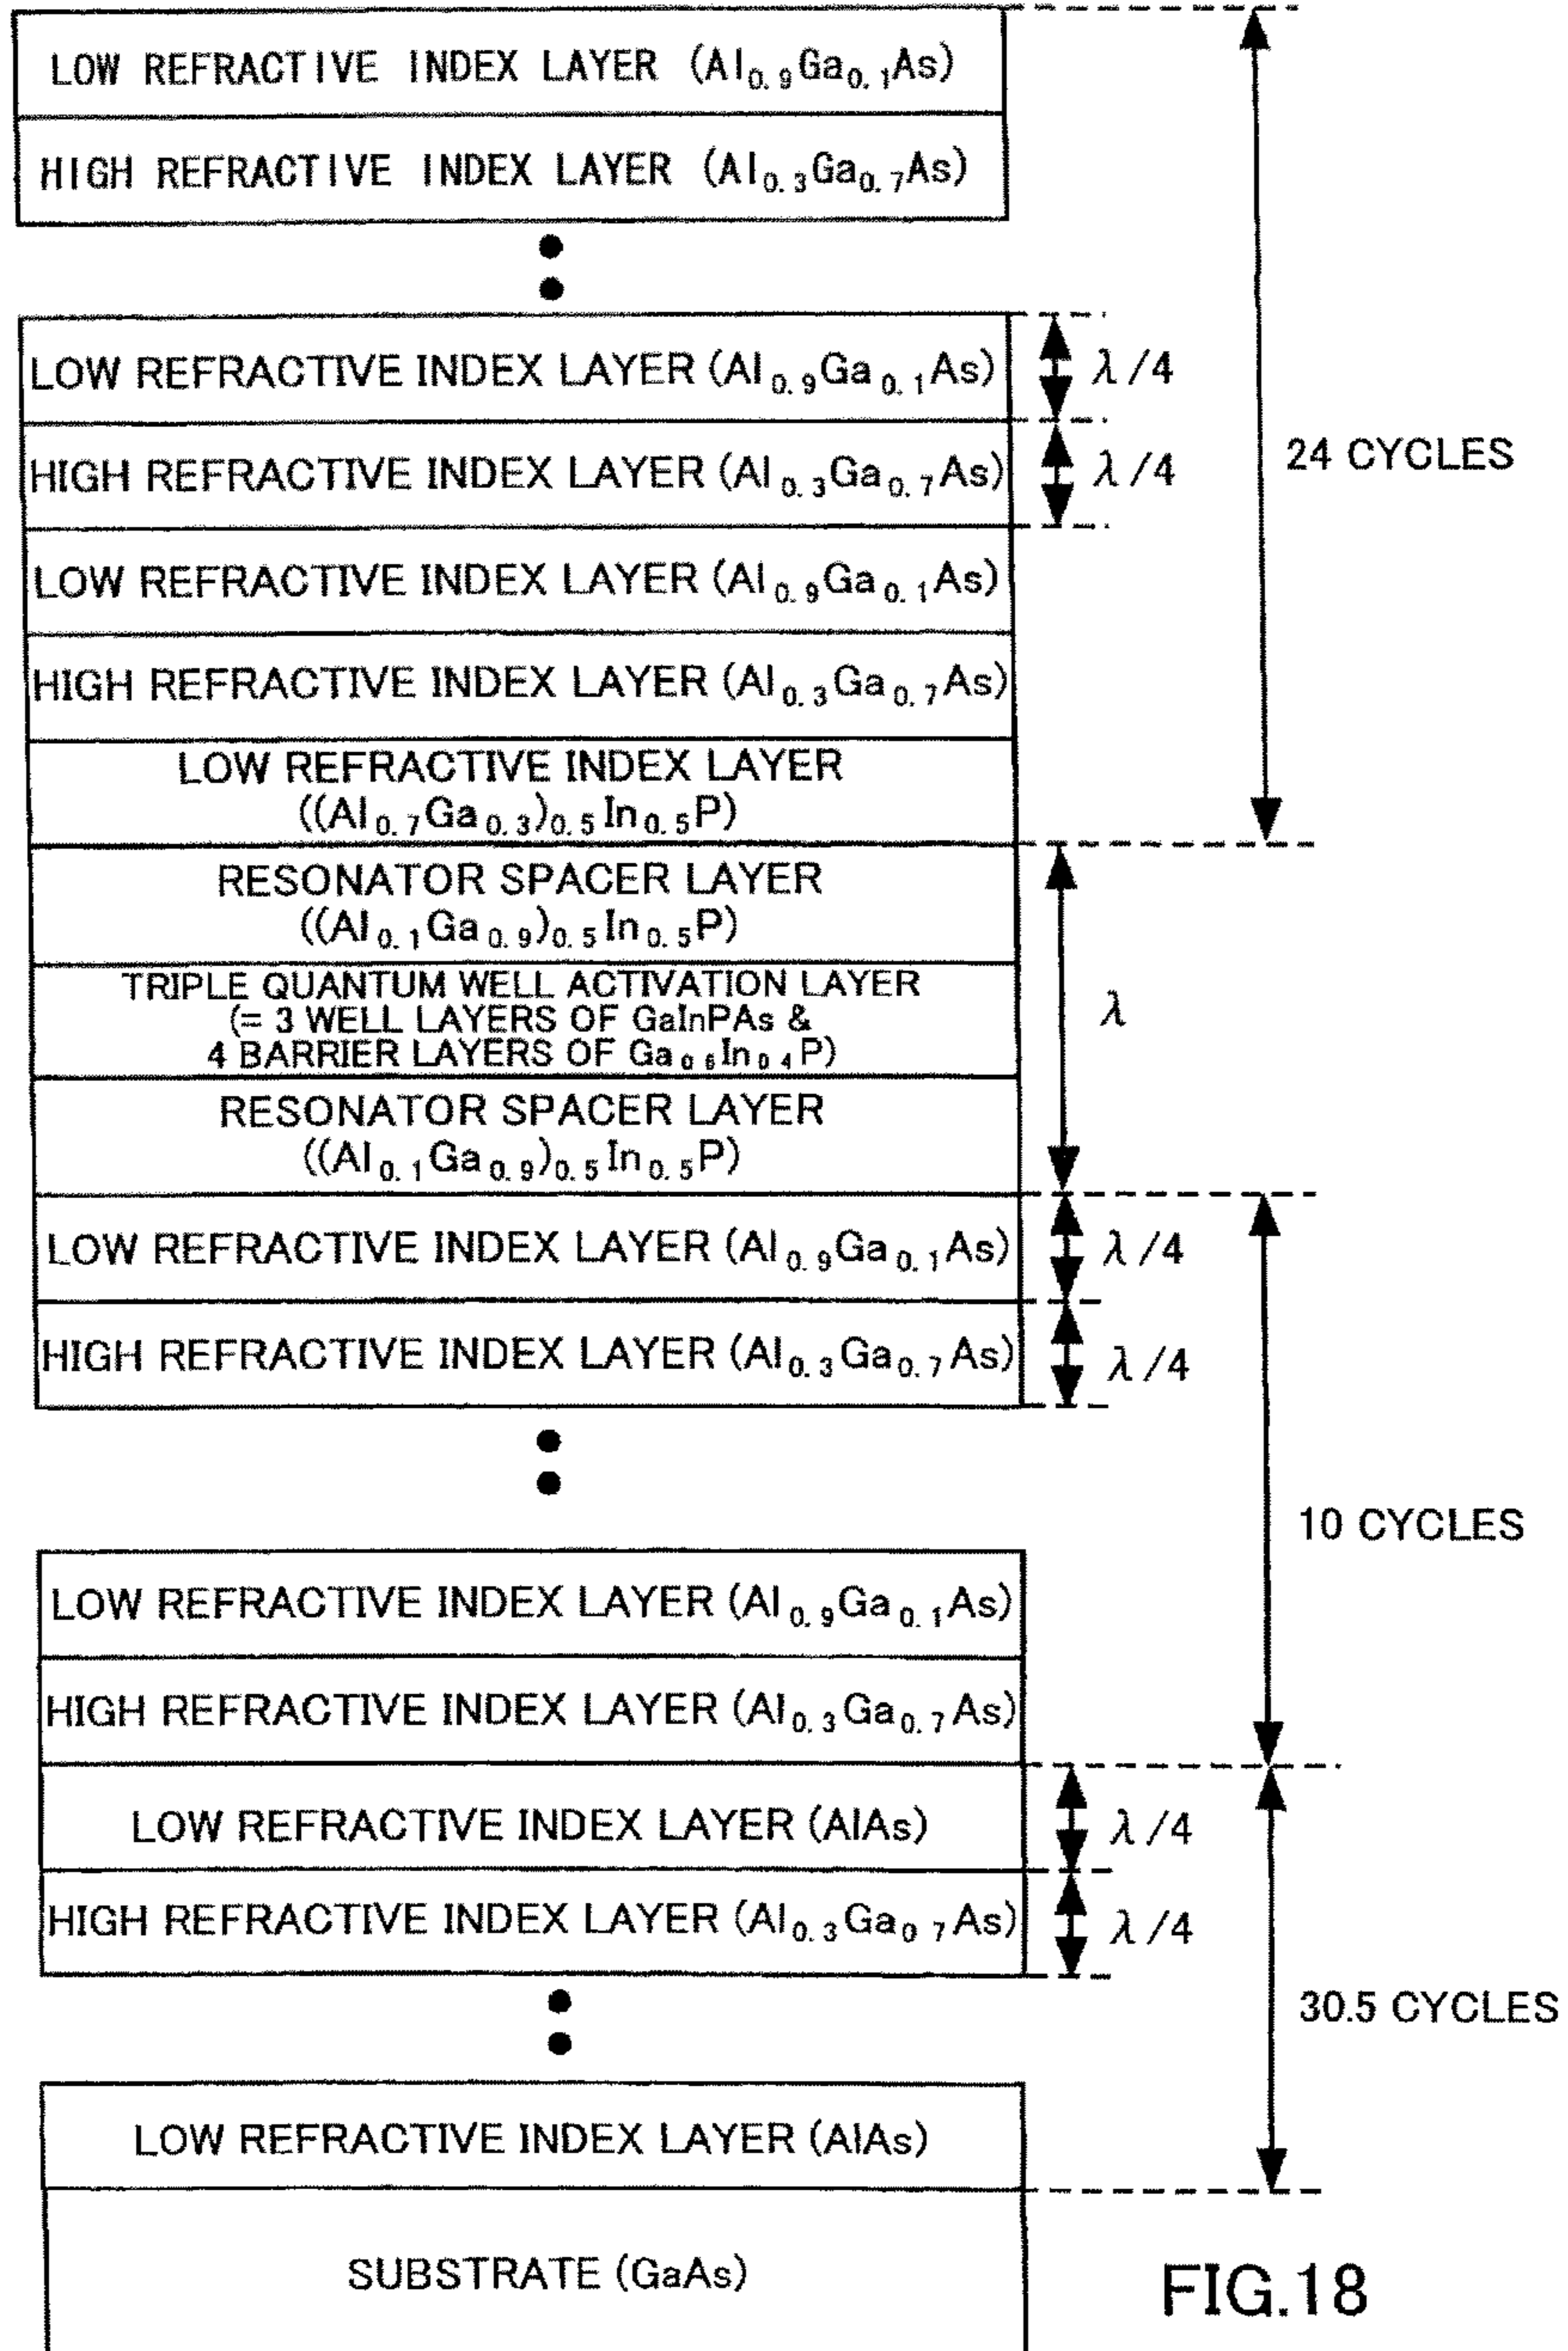 LOW REFRACTIVE INDEX LAYER (Al0.9Ga0.1As)
HIGH REFRACTIVE INDEX LAYER (Al0.3Ga0.7As)
LOW REFRACTIVE INDEX LAYER (Al0.9Ga0.1As)
λ/4
HIGH REFRACTIVE INDEX LAYER (Al0.3Ga0.7As)
λ/4
24 CYCLES
LOW REFRACTIVE INDEX LAYER (Al0.9Ga0.1As)
HIGH REFRACTIVE INDEX LAYER (Al0.3Ga0.7As)
LOW REFRACTIVE INDEX LAYER
((Al0.7Ga0.3)0.5In0.5P)
RESONATOR SPACER LAYER
((Al0.1Ga0.9)0.5In0.5P)
TRIPLE QUANTUM WELL ACTIVATION LAYER
(= 3 WELL LAYERS OF GaInPAs &
4 BARRIER LAYERS OF Ga0 6In0 4P)
λ
RESONATOR SPACER LAYER
((Al0.1Ga0.9)0.5In0.5P)
LOW REFRACTIVE INDEX LAYER (Al0.9Ga0.1As)
λ/4
HIGH REFRACTIVE INDEX LAYER (Al0.3Ga0.7As)
λ/4
10 CYCLES
LOW REFRACTIVE INDEX LAYER (Al0.9Ga0.1As)
HIGH REFRACTIVE INDEX LAYER (Al0.3Ga0.7As)
LOW REFRACTIVE INDEX LAYER (AlAs)
λ/4
HIGH REFRACTIVE INDEX LAYER (Al0.3Ga0 7As)
λ/4
30.5 CYCLES
LOW REFRACTIVE INDEX LAYER (AlAs)
SUBSTRATE (GaAs)
FIG.18